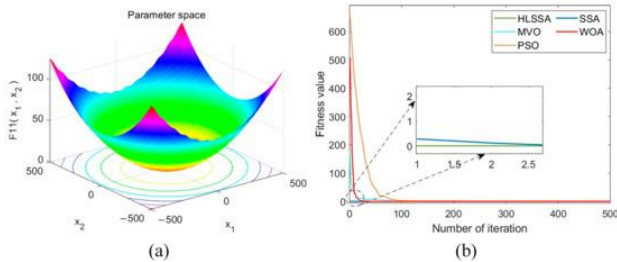 (a)
Parameter space
F11( x₁ , x₂ )
100
50
0
500
0
−500
x₂
−500
0
500
x₁
(a)
(b)
HLSSA SSA
MVO WOA
PSO
Fitness value
600
500
400
300
200
100
0
2
1
0
1 1.5 2 2.5
0 100 200 300 400 500
Number of iteration
(b)